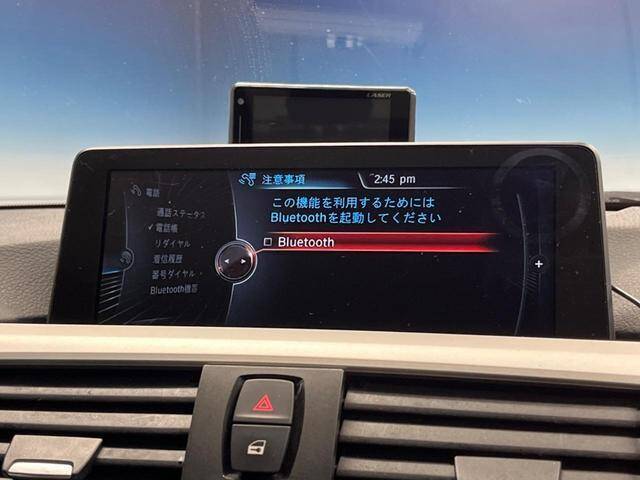 LASER
注意事項
2:45 pm
この機能を利用するためには
Bluetoothを起動してください
Bluetooth
電話
通話ステータス
✓電話帳
リダイヤル
着信履歴
番号ダイヤル
Bluetooth機器